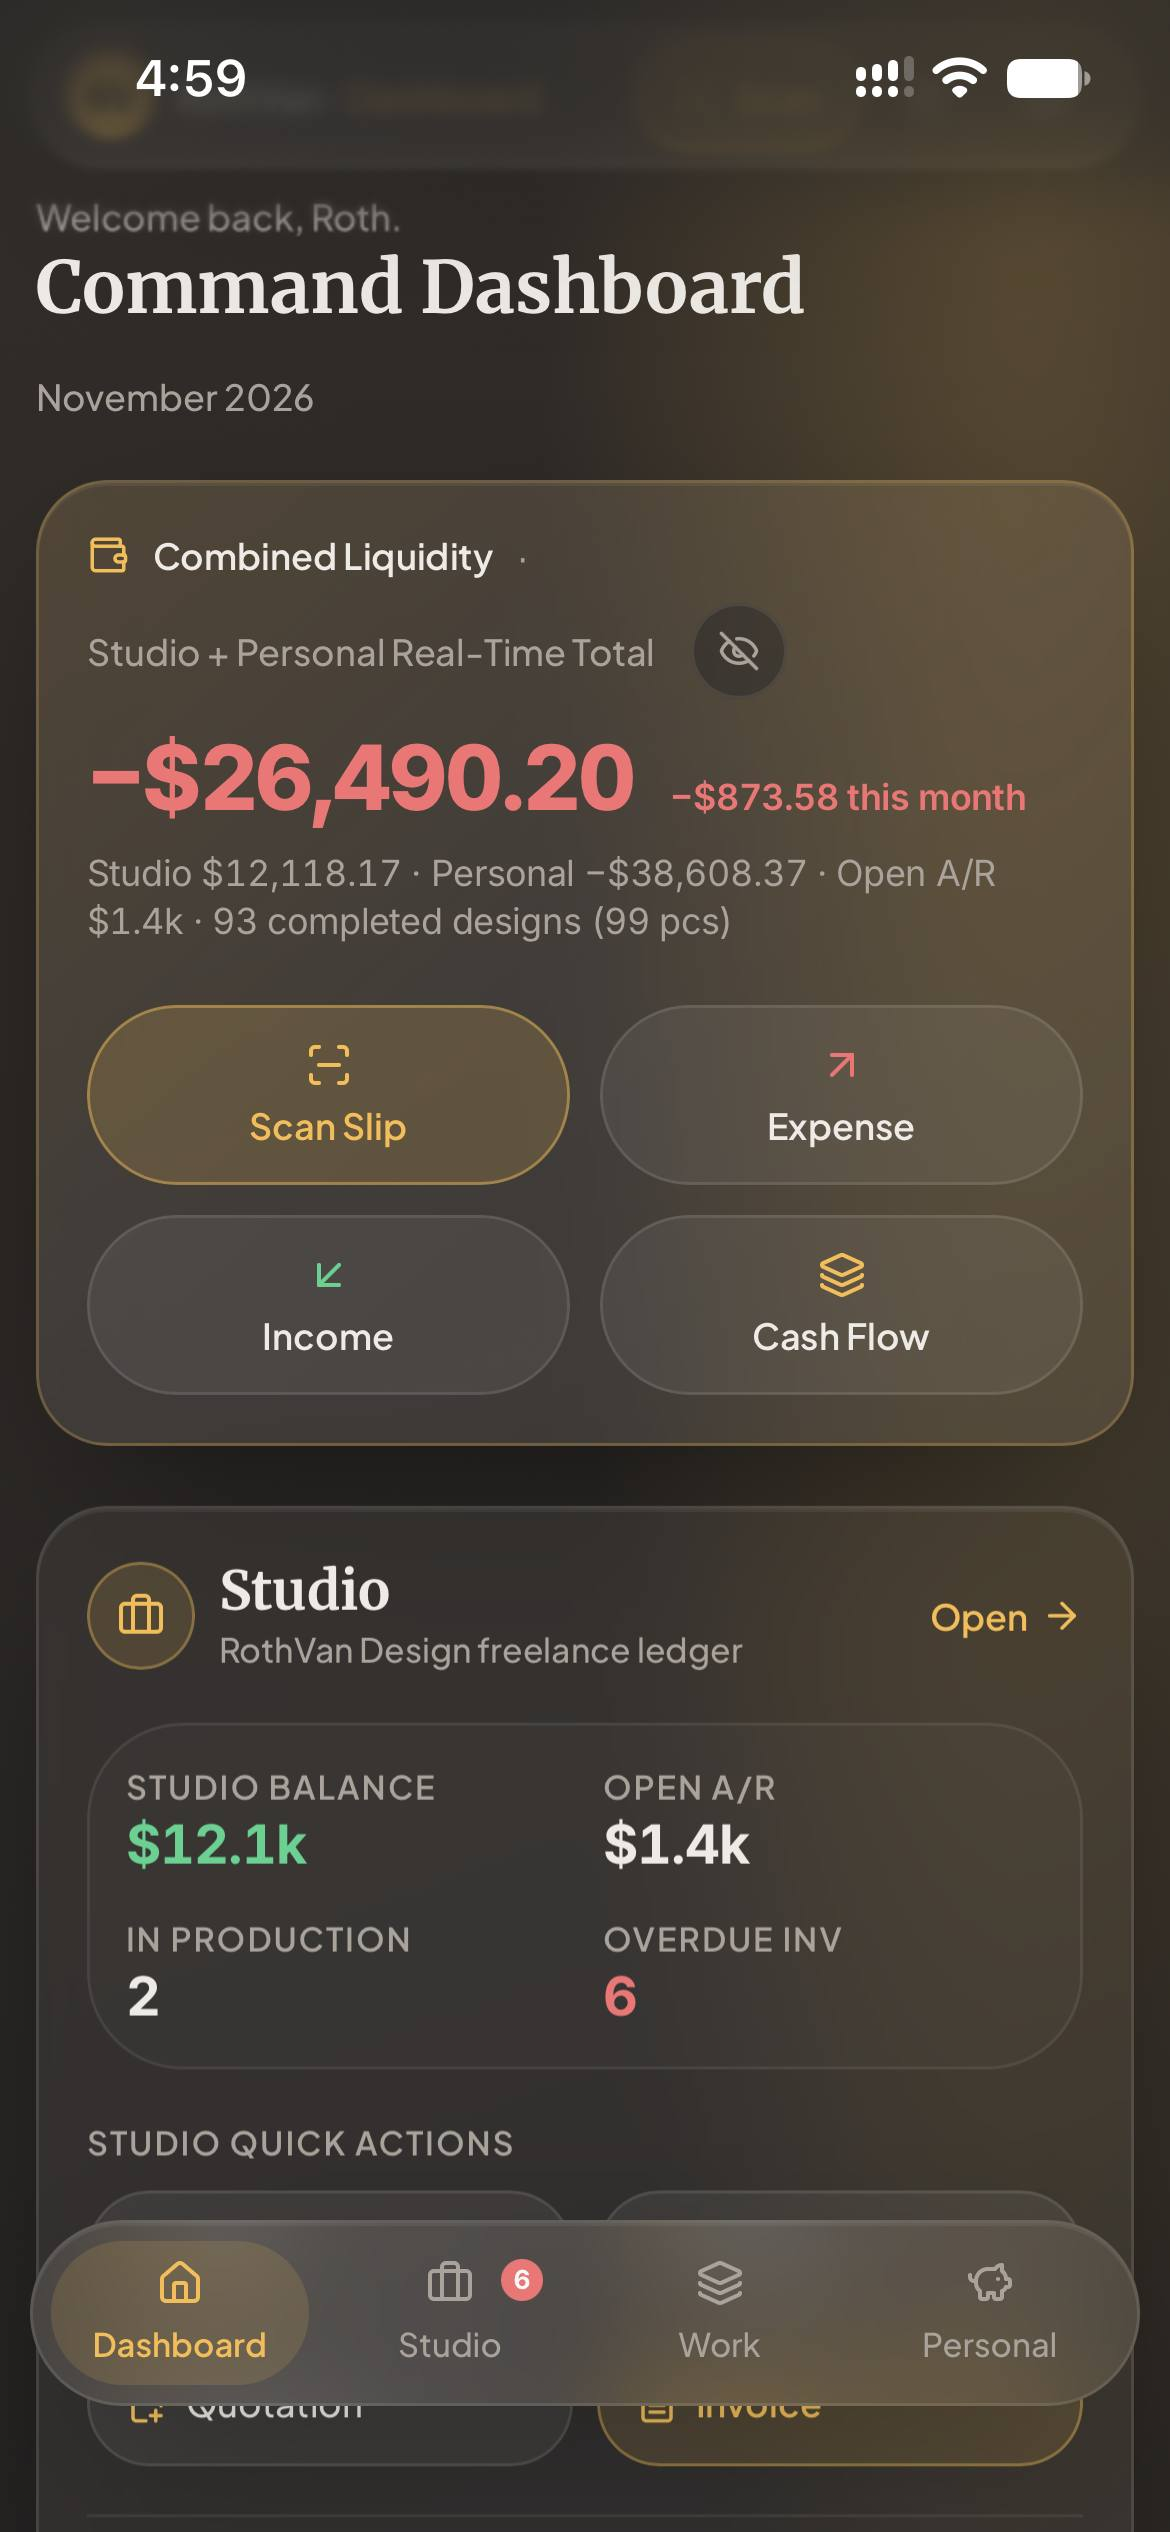 4:59
Welcome back, Roth.
Command Dashboard
November 2026
Combined Liquidity ·
Studio + Personal Real-Time Total
−$26,490.20 −$873.58 this month
Studio $12,118.17 · Personal −$38,608.37 · Open A/R
$1.4k · 93 completed designs (99 pcs)
Scan Slip
Expense
Income
Cash Flow
Studio
RothVan Design freelance ledger
Open
STUDIO BALANCE
$12.1k
OPEN A/R
$1.4k
IN PRODUCTION
2
OVERDUE INV
6
STUDIO QUICK ACTIONS
Quotation
Invoice
Dashboard
Studio
6
Work
Personal